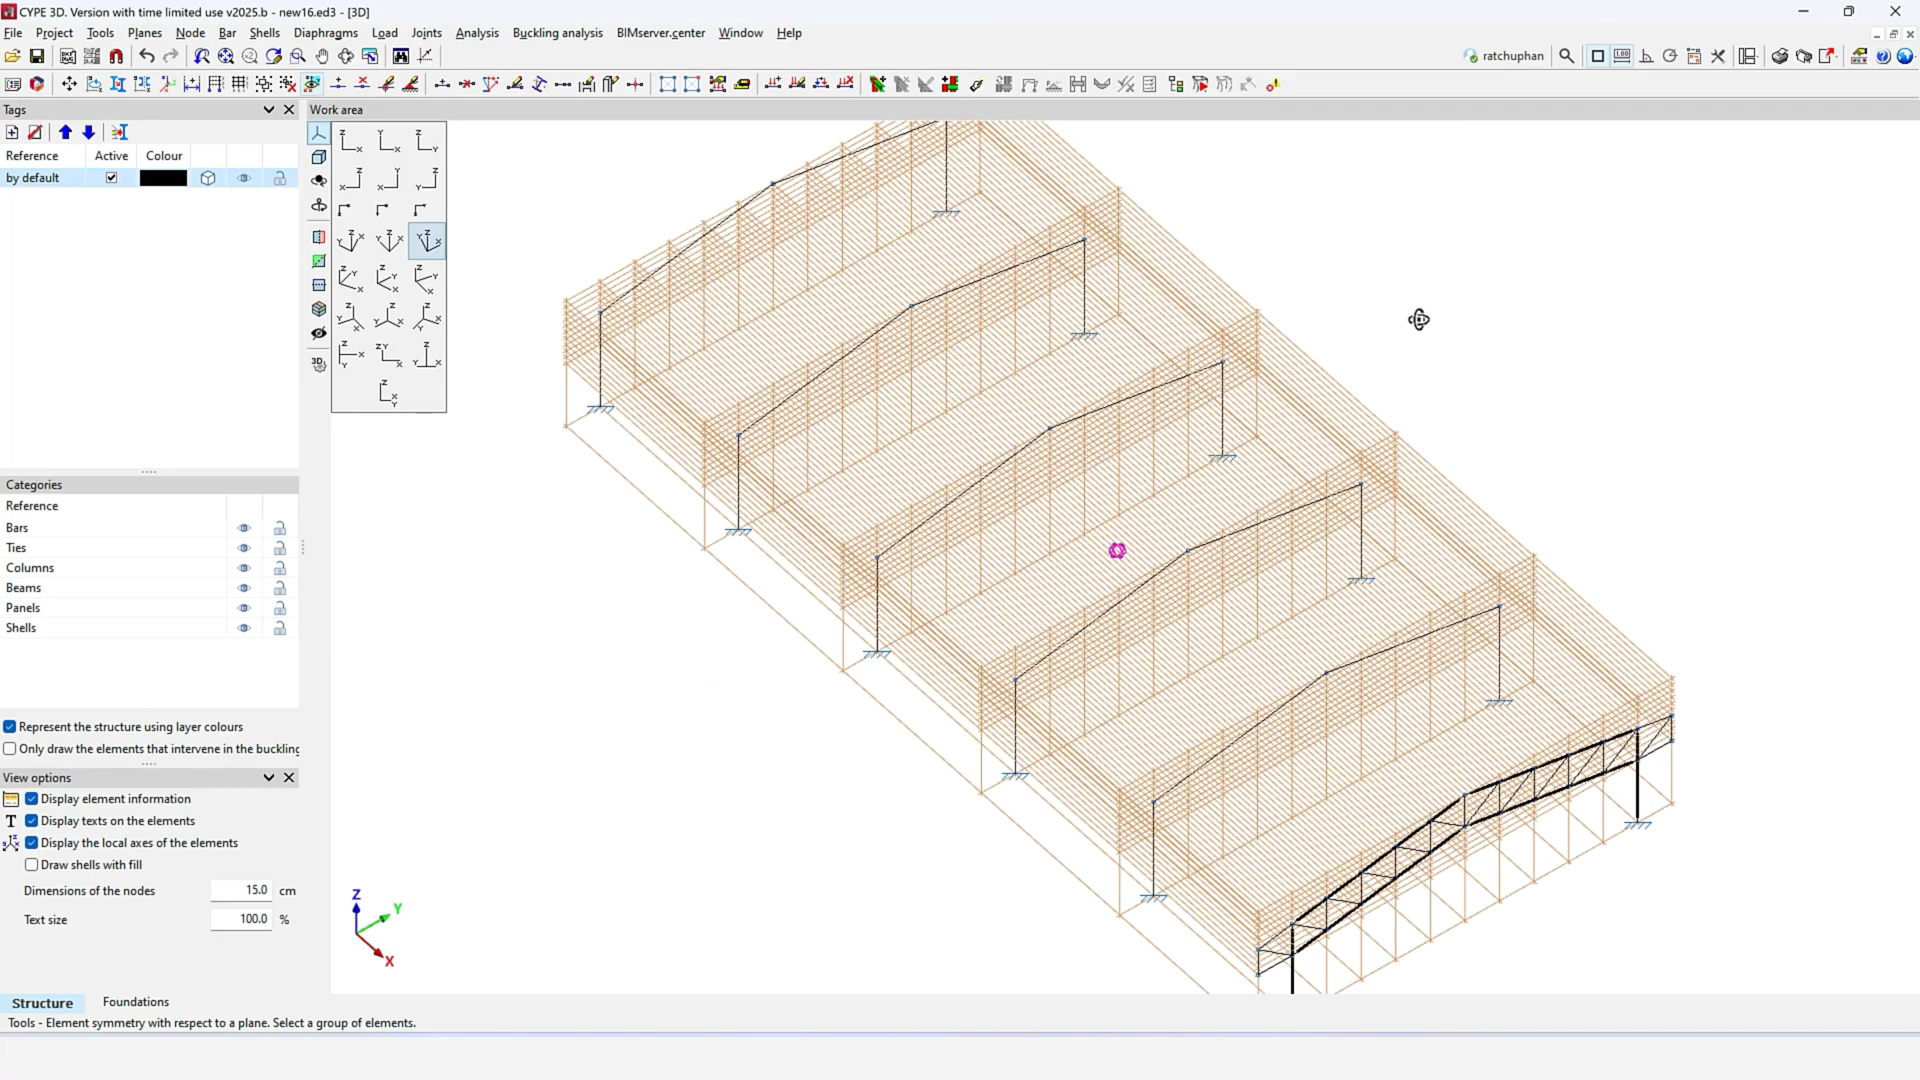 CYPE 3D. Version with time limited use v2025.b - new16.ed3 - [3D]
File Project Tools Planes Node Bar Shells Diaphragms Load Joints Analysis Buckling analysis BIMserver.center Window Help
ratchuphan
Tags
Work area
Reference Active Colour
by default
Categories
Reference
Bars
Ties
Columns
Beams
Panels
Shells
Represent the structure using layer colours
Only draw the elements that intervene in the buckling
View options
Display element information
T Display texts on the elements
Display the local axes of the elements
Draw shells with fill
Dimensions of the nodes 15.0 cm
Text size 100.0 %
Z
Y
X
Structure Foundations
Tools - Element symmetry with respect to a plane. Select a group of elements.